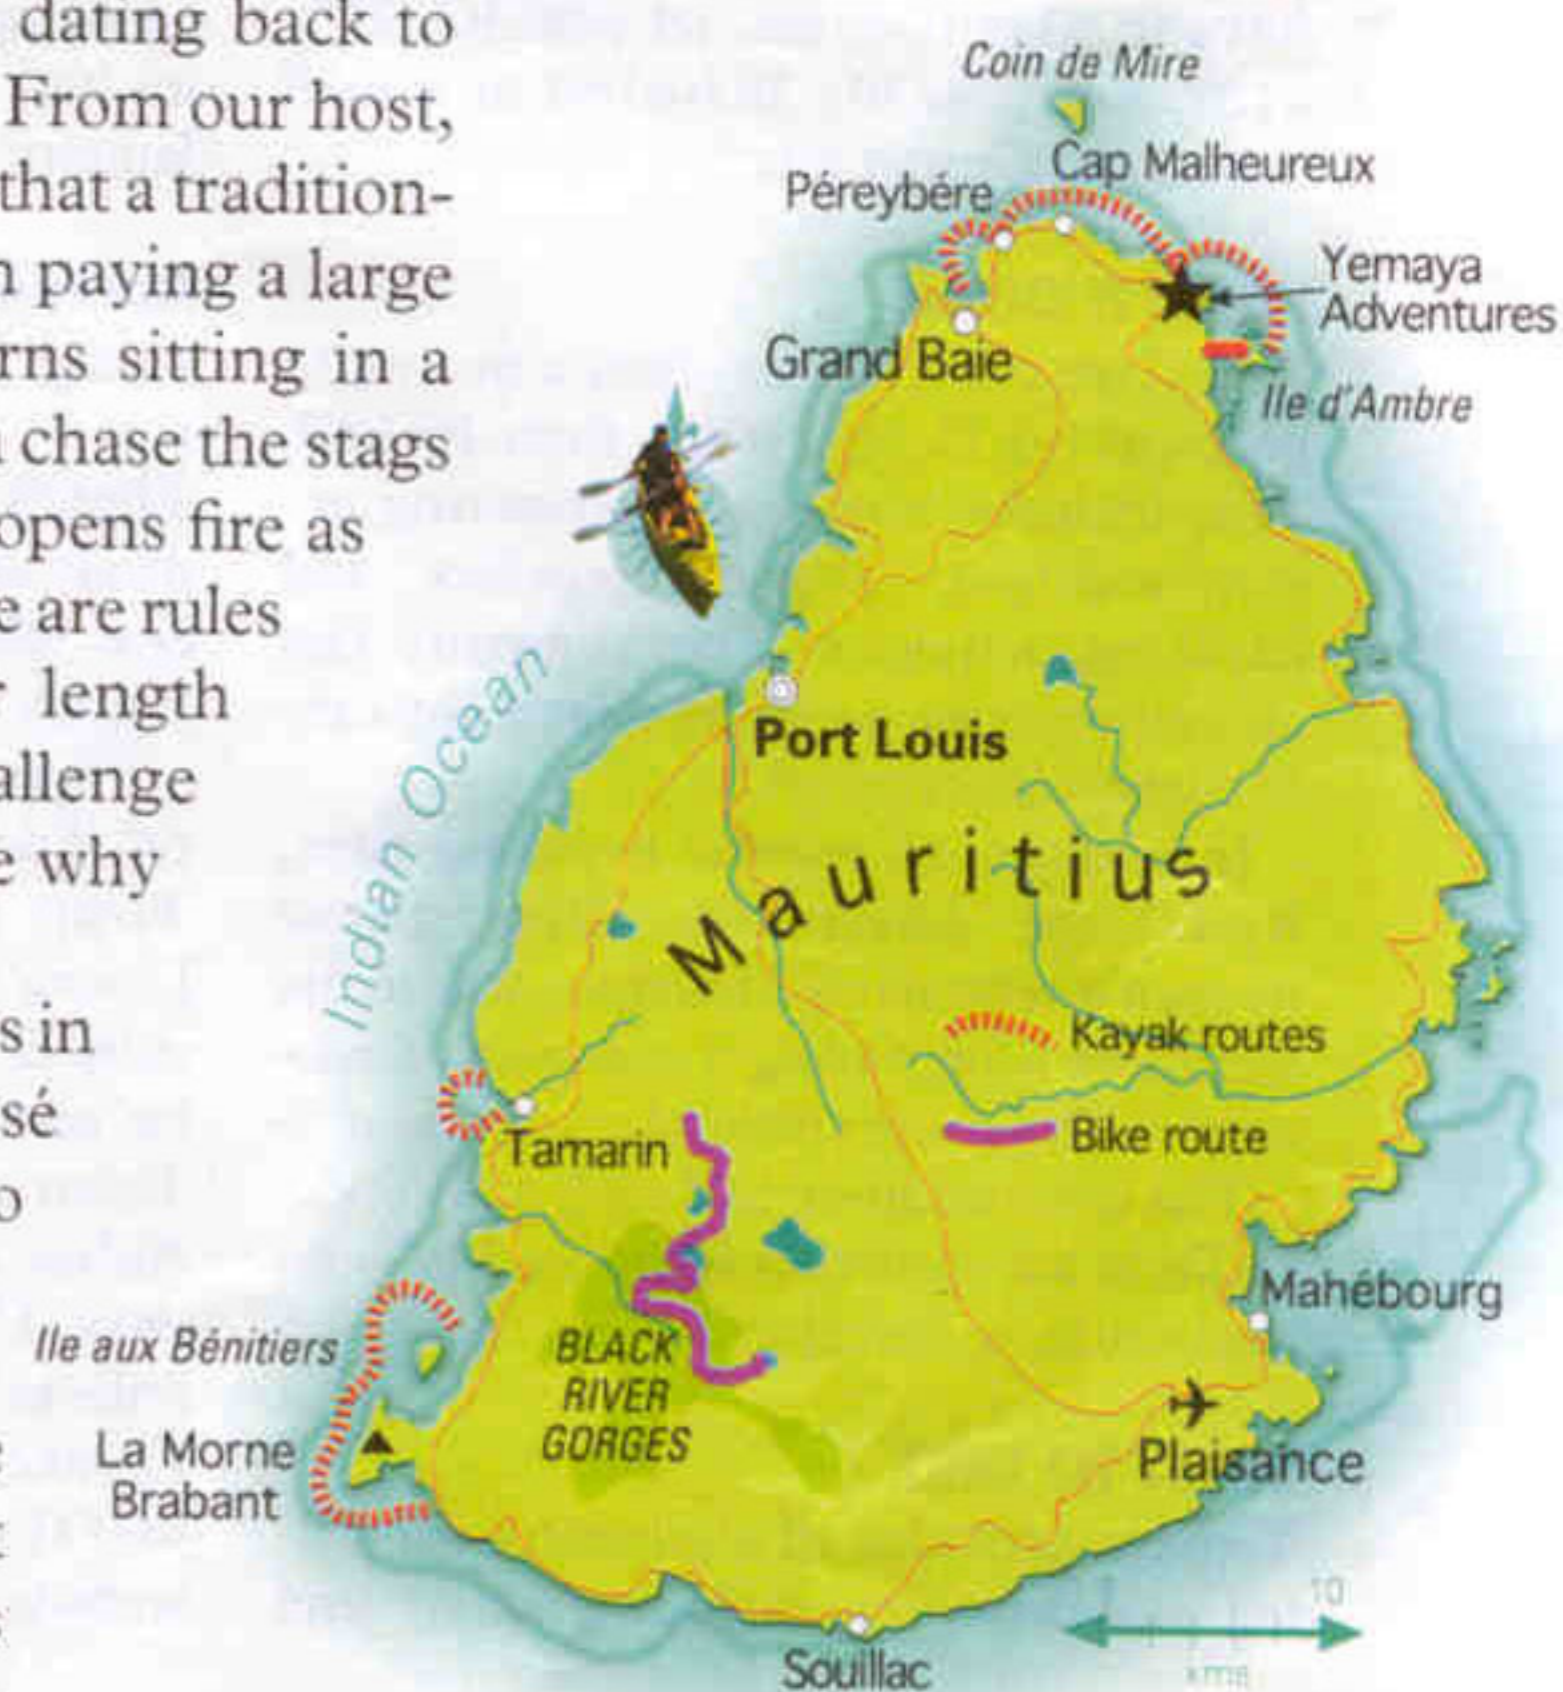 dating back to
From our host,
that a tradition-
paying a large
sitting in a
chase the stags
opens fire as
are rules
length
why
in
Coin de Mire
Cap Malheureux
Péreybére
Yemaya
Adventures
Grand Baie
Ile d'Ambre
Indian Ocean
Port Louis
Mauritius
Kayak routes
Bike route
Tamarin
Mahébourg
Ile aux Bénitiers
BLACK
RIVER
GORGES
La Morne
Brabant
Plaisance
10
kms
Souillac